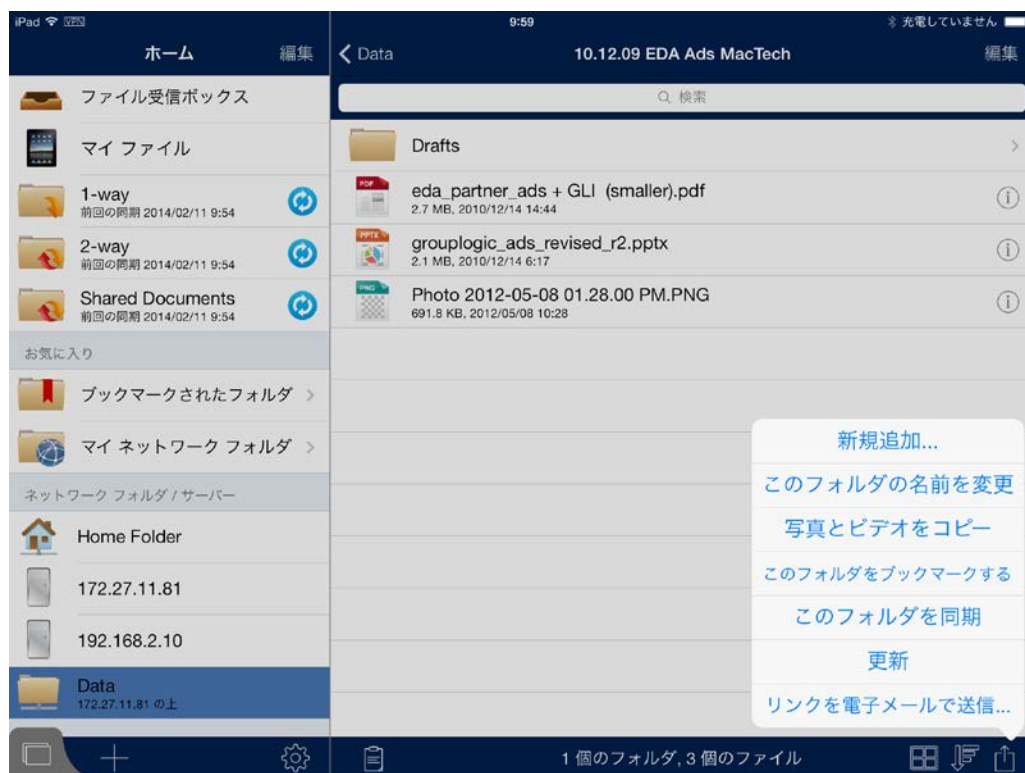 iPad VPN
9:59
充電していません
ホーム
編集
Data
10.12.09 EDA Ads MacTech
編集
ファイル受信ボックス
マイ ファイル
1-way
前回の同期 2014/02/11 9:54
2-way
前回の同期 2014/02/11 9:54
Shared Documents
前回の同期 2014/02/11 9:54
お気に入り
ブックマークされたフォルダ
マイ ネットワーク フォルダ
ネットワーク フォルダ / サーバー
Home Folder
172.27.11.81
192.168.2.10
Data
172.27.11.81 の上
検索
Drafts
PDF
eda_partner_ads + GLI (smaller).pdf
2.7 MB, 2010/12/14 14:44
PPTX
grouplogic_ads_revised_r2.pptx
2.1 MB, 2010/12/14 6:17
PNG
Photo 2012-05-08 01.28.00 PM.PNG
691.8 KB, 2012/05/08 10:28
新規追加...
このフォルダの名前を変更
写真とビデオをコピー
このフォルダをブックマークする
このフォルダを同期
更新
リンクを電子メールで送信...
1 個のフォルダ, 3 個のファイル